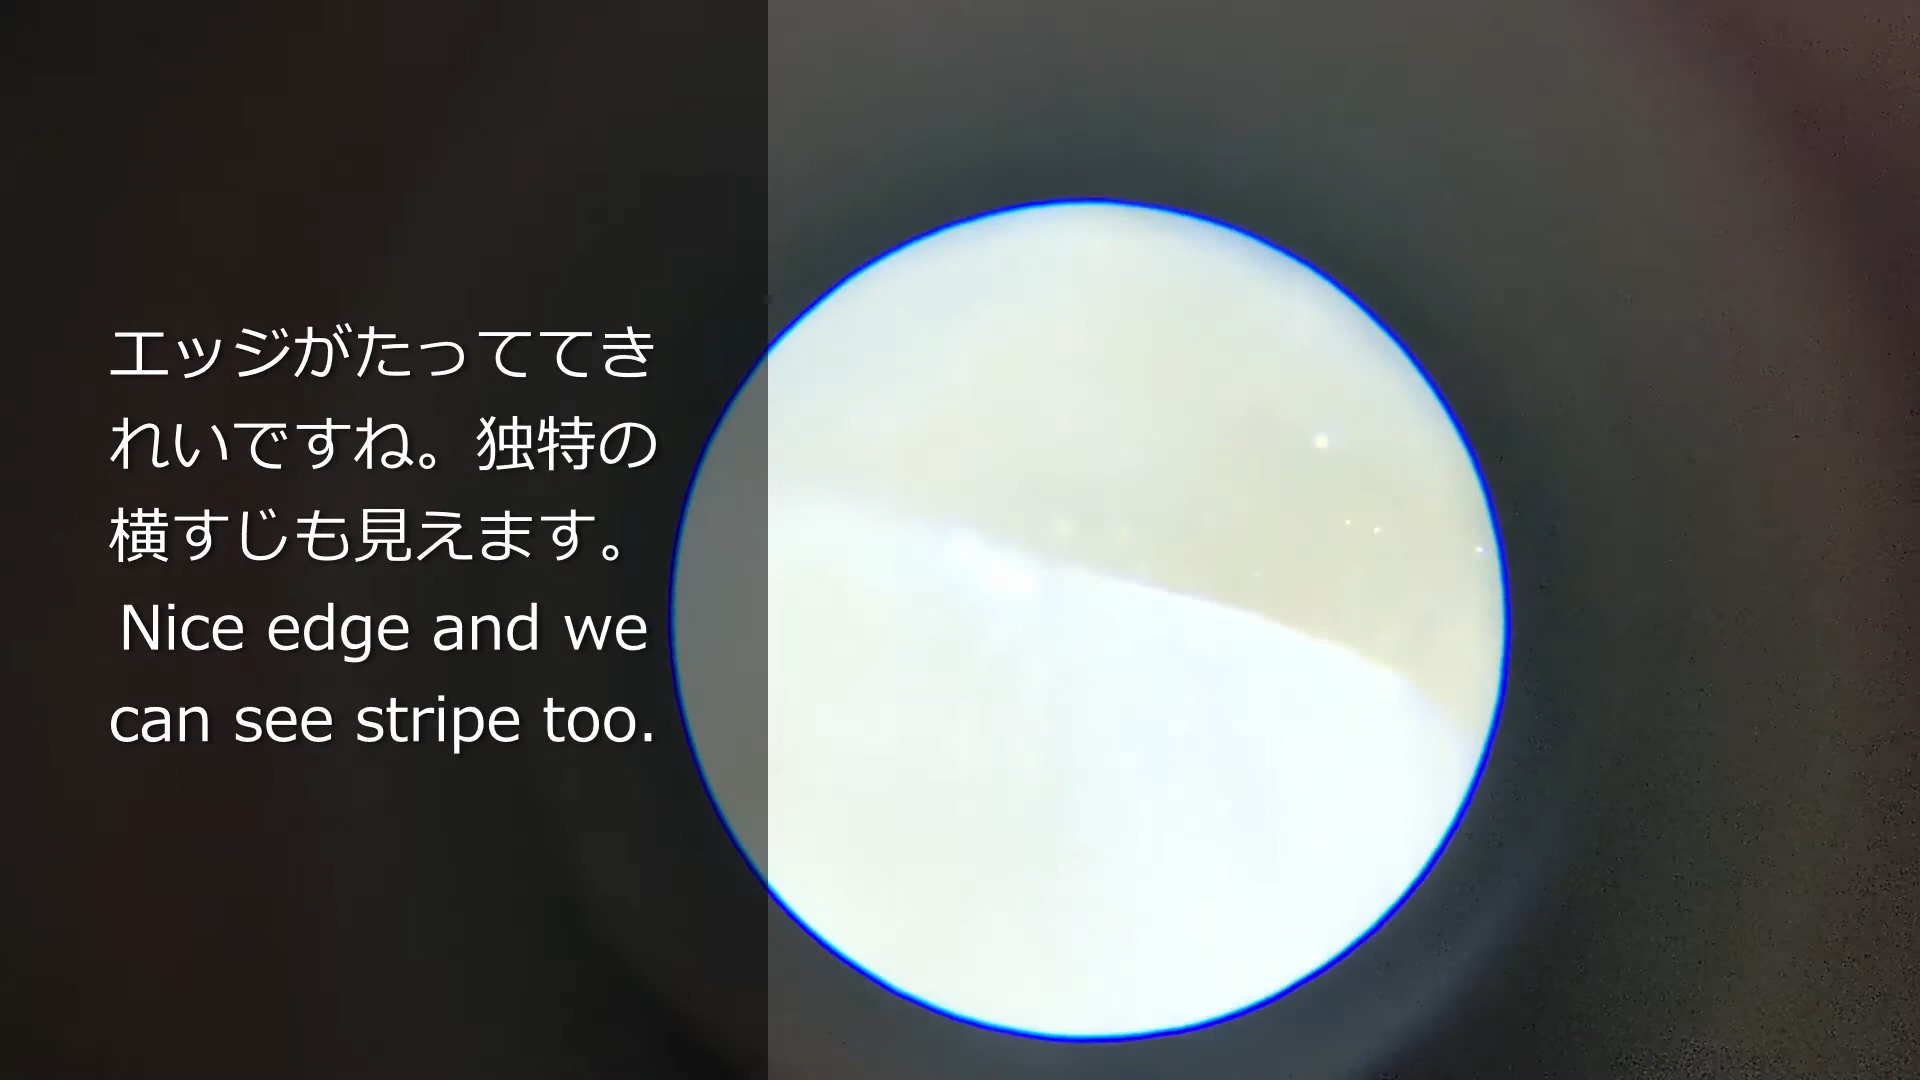 エッジがたっててき
れいですね。独特の
横すじも見えます。
Nice edge and we
can see stripe too.